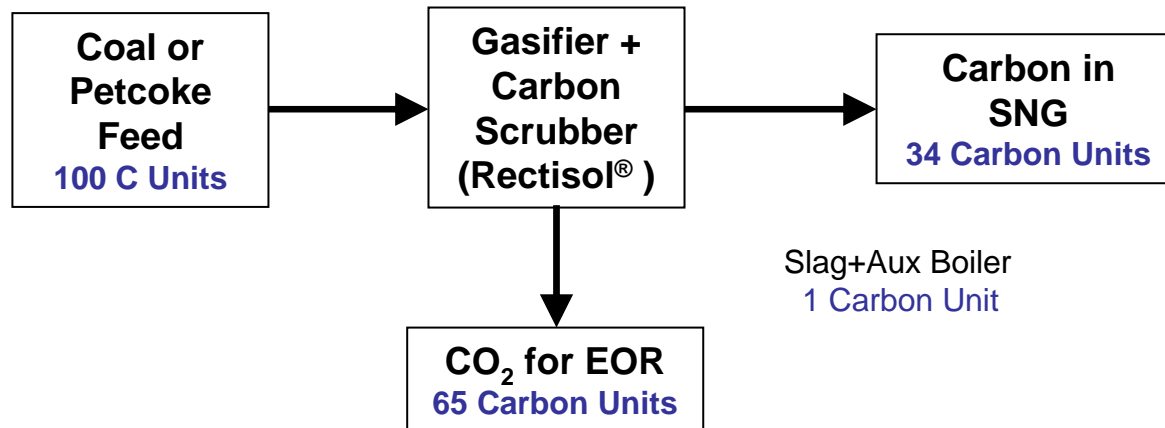 Coal or
Petcoke
Feed
100 C Units
Gasifier +
Carbon
Scrubber
(Rectisol® )
Carbon in
SNG
34 Carbon Units
Slag+Aux Boiler
1 Carbon Unit
CO₂ for EOR
65 Carbon Units